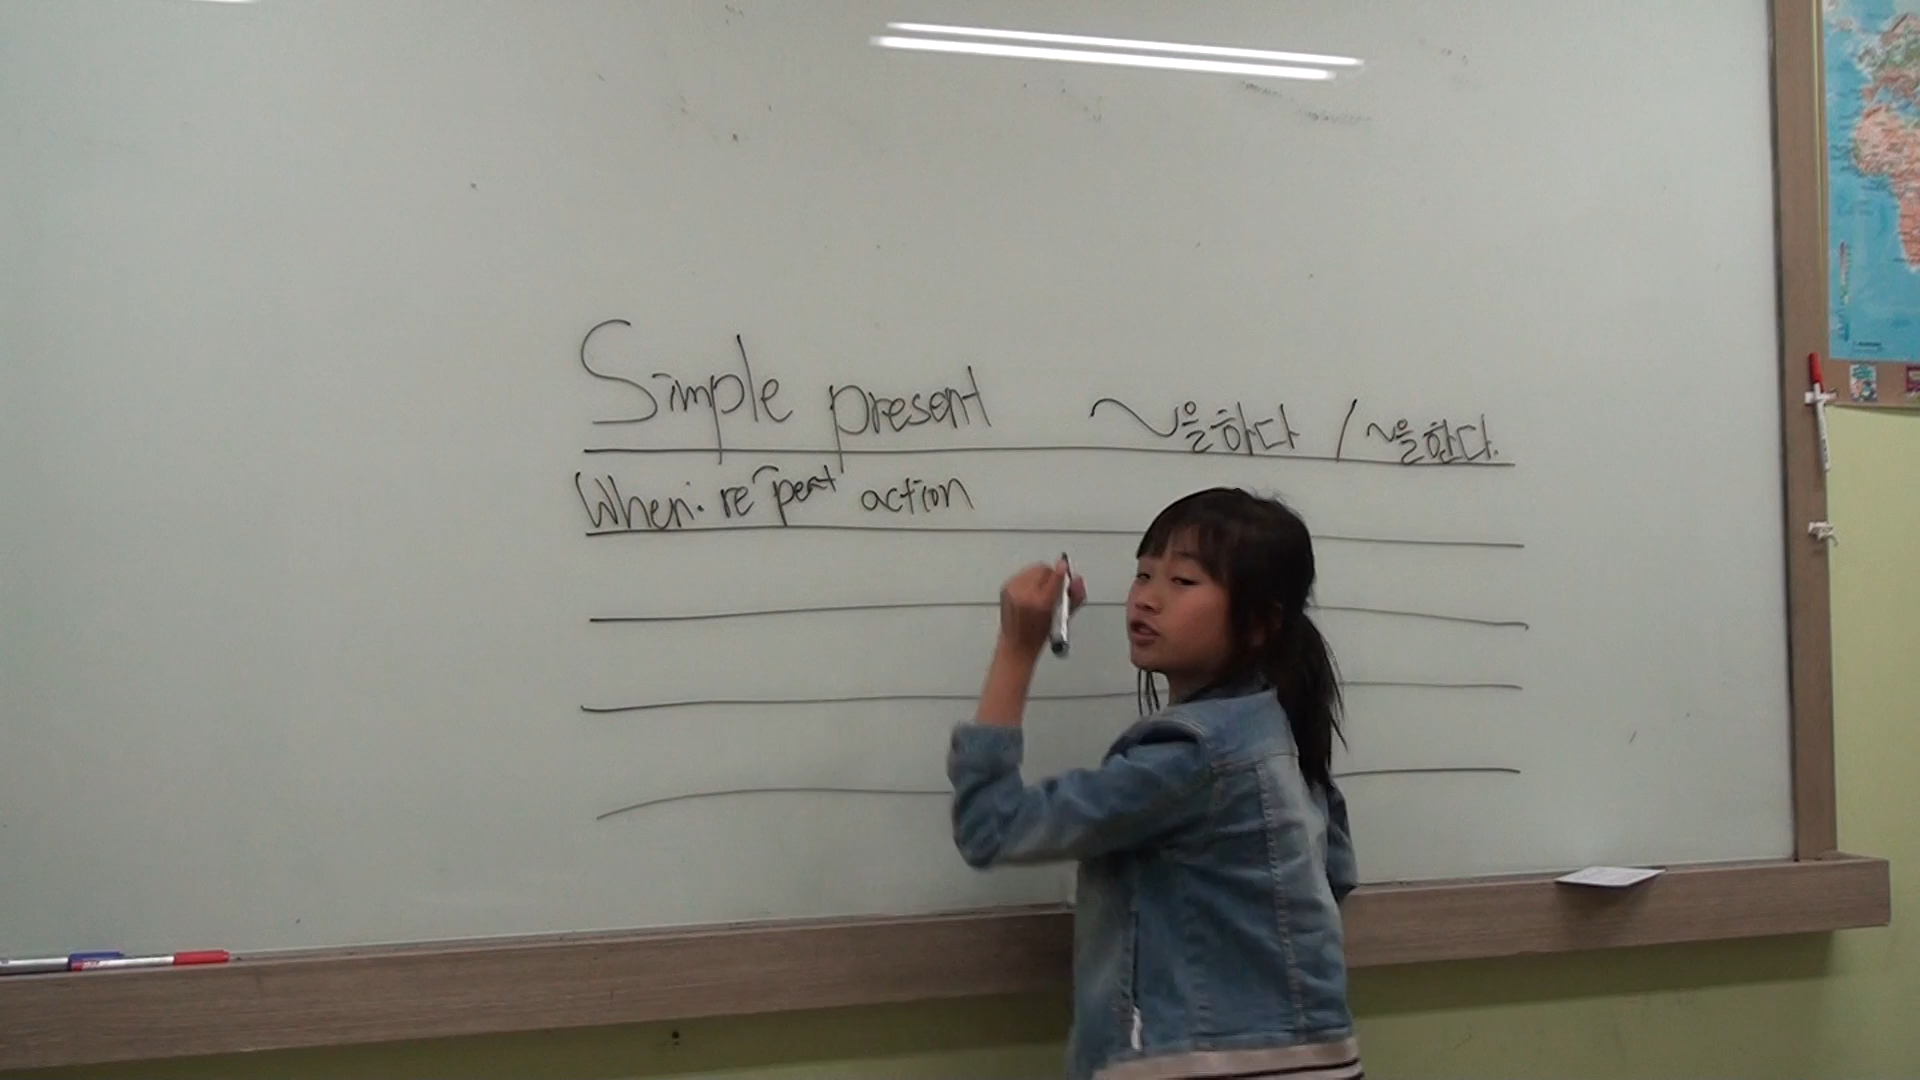 Simple present ~을하다 / ~을한다.
When: repeat action